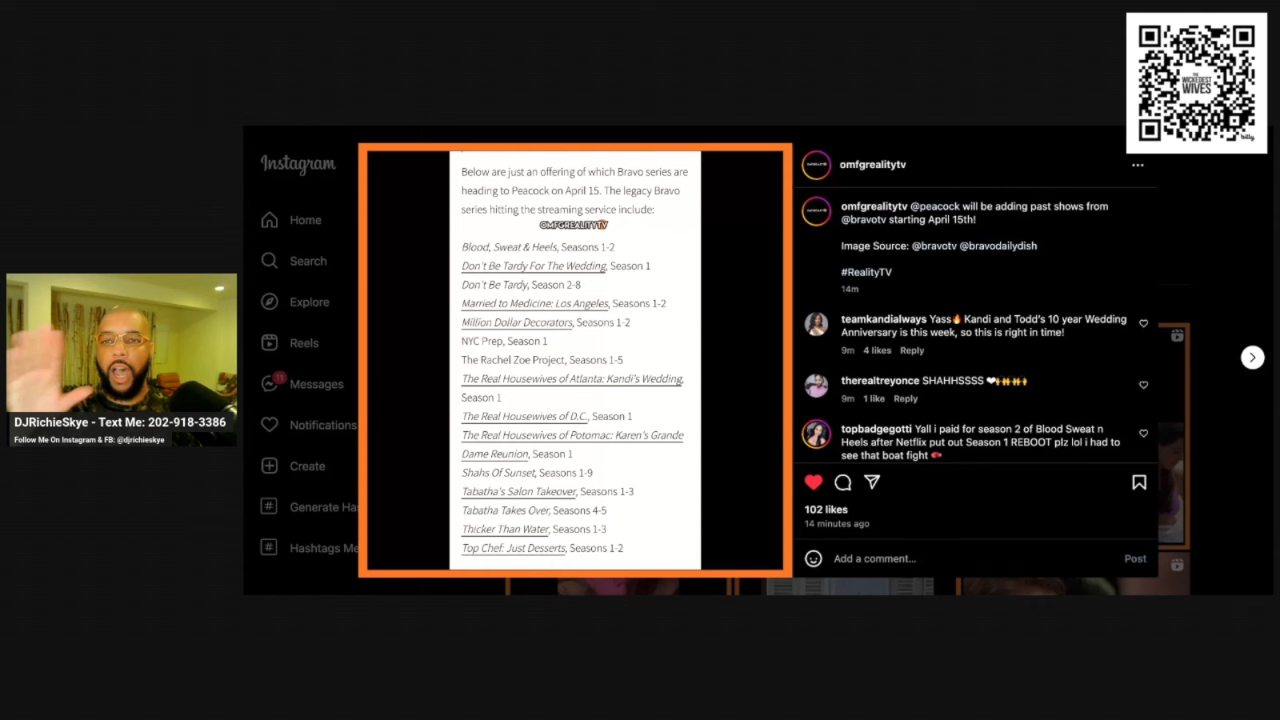 THE
WICKEDEST
WIVES
bitly
Instagram
Home
Search
Explore
Reels
11
Messages
Notifications
Create
Generate Ha
Hashtags Me
Below are just an offering of which Bravo series are
heading to Peacock on April 15. The legacy Bravo
series hitting the streaming service include:
OMFGREALITYTV
Blood, Sweat & Heels, Seasons 1-2
Don't Be Tardy For The Wedding, Season 1
Don't Be Tardy, Season 2-8
Married to Medicine: Los Angeles, Seasons 1-2
Million Dollar Decorators, Seasons 1-2
NYC Prep, Season 1
The Rachel Zoe Project, Seasons 1-5
The Real Housewives of Atlanta: Kandi's Wedding,
Season 1
The Real Housewives of D.C., Season 1
The Real Housewives of Potomac: Karen's Grande
Dame Reunion, Season 1
Shahs Of Sunset, Seasons 1-9
Tabatha's Salon Takeover, Seasons 1-3
Tabatha Takes Over, Seasons 4-5
Thicker Than Water, Seasons 1-3
Top Chef: Just Desserts, Seasons 1-2
omfgrealitytv
omfgrealitytv @peacock will be adding past shows from
@bravotv starting April 15th!
Image Source: @bravotv @bravodailydish
#RealityTV
14m
teamkandialways Yass🔥 Kandi and Todd's 10 year Wedding
Anniversary is this week, so this is right in time!
9m 4 likes Reply
therealtreyonce SHAHHSSSS ❤🙌🙌
9m 1 like Reply
topbadgegotti Yall i paid for season 2 of Blood Sweat n
Heels after Netflix put out Season 1 REBOOT plz lol i had to
see that boat fight 🥊
102 likes
14 minutes ago
Add a comment...
Post
DJRichieSkye - Text Me: 202-918-3386
Follow Me On Instagram & FB: @djrichieskye